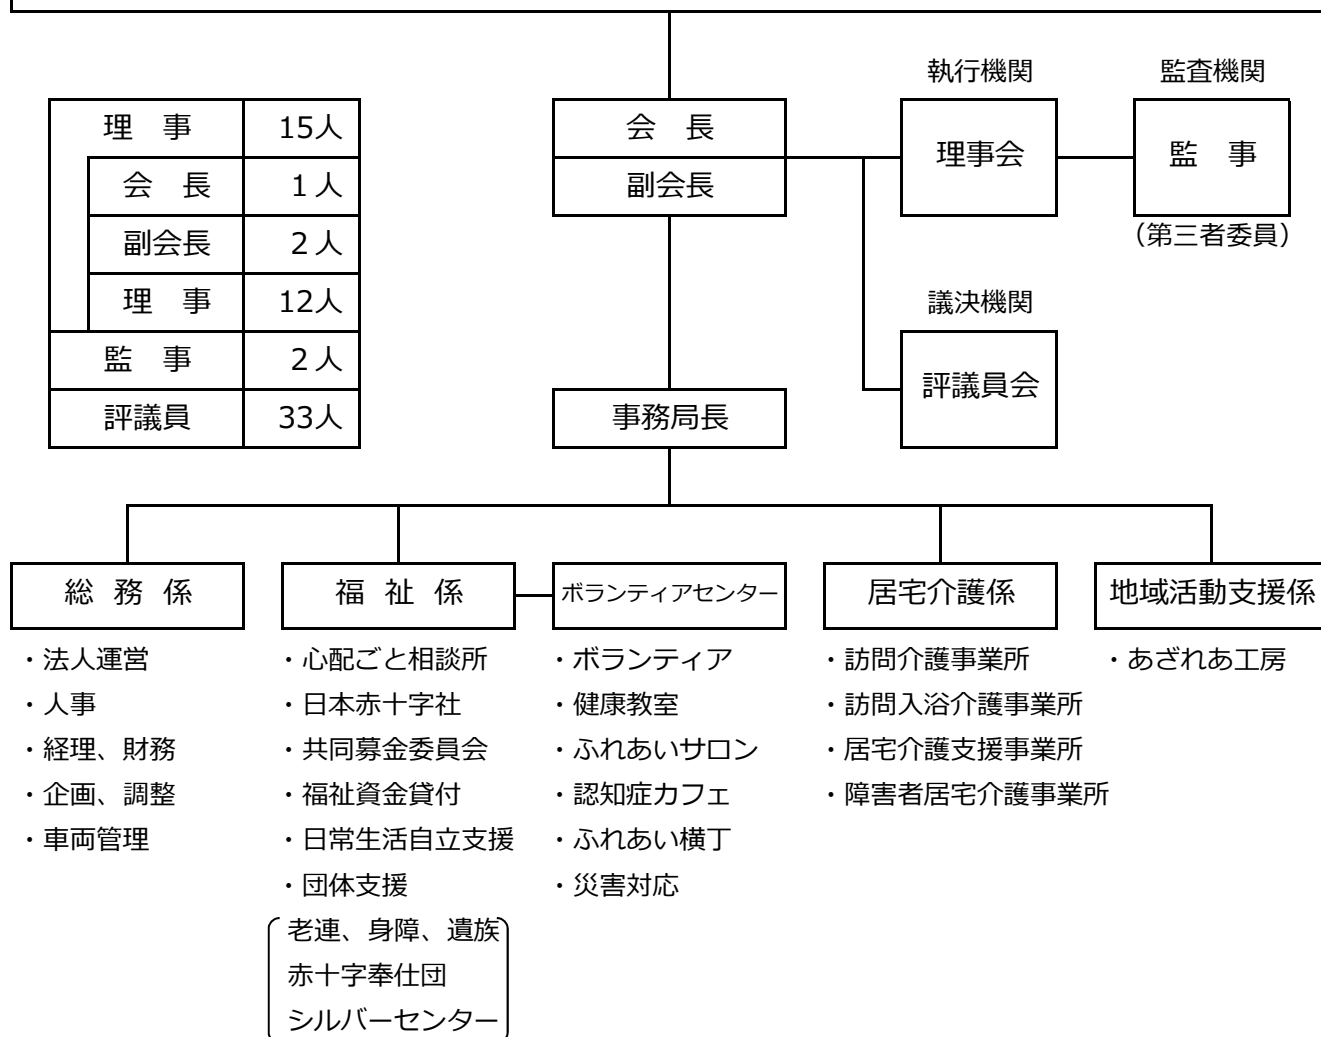 理　事　15人
会　長　1人
副会長　2人
理　事　12人
監　事　2人
評議員　33人
会　長
副会長
執行機関
理事会
監査機関
監　事
（第三者委員）
議決機関
評議員会
事務局長
総 務 係
・法人運営
・人事
・経理、財務
・企画、調整
・車両管理
福 祉 係
・心配ごと相談所
・日本赤十字社
・共同募金委員会
・福祉資金貸付
・日常生活自立支援
・団体支援
老連、身障、遺族
赤十字奉仕団
シルバーセンター
ボランティアセンター
・ボランティア
・健康教室
・ふれあいサロン
・認知症カフェ
・ふれあい横丁
・災害対応
居宅介護係
・訪問介護事業所
・訪問入浴介護事業所
・居宅介護支援事業所
・障害者居宅介護事業所
地域活動支援係
・あざれあ工房